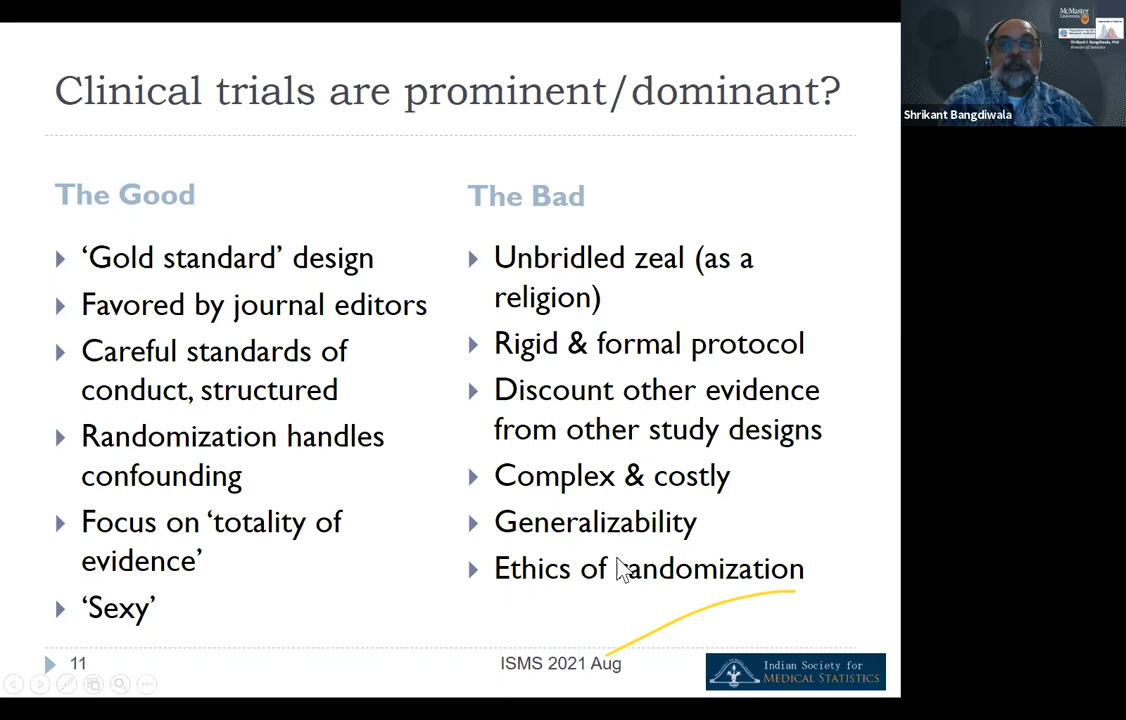 Clinical trials are prominent/dominant?
The Good
‘Gold standard’ design
Favored by journal editors
Careful standards of
conduct, structured
Randomization handles
confounding
Focus on ‘totality of
evidence’
‘Sexy’
The Bad
Unbridled zeal (as a
religion)
Rigid & formal protocol
Discount other evidence
from other study designs
Complex & costly
Generalizability
Ethics of randomization
11
ISMS 2021 Aug
Indian Society for
MEDICAL STATISTICS
McMaster
University
Shrikant Bangdiwala